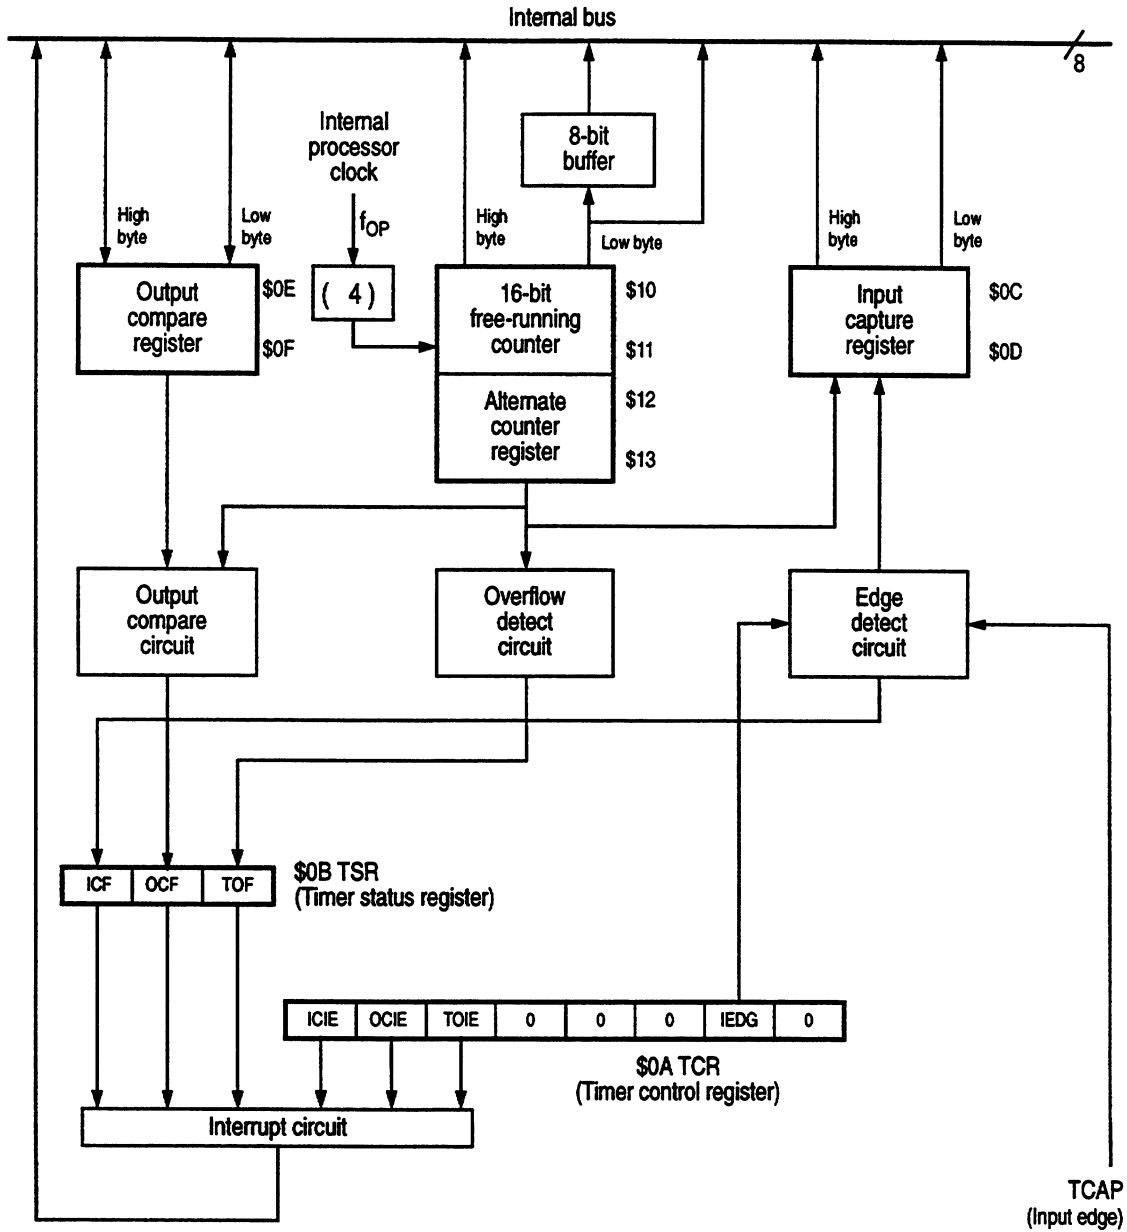 Internal bus
8
Internal
processor
clock
8-bit
buffer
High
byte
Low
byte
fOP
High
byte
Low byte
High
byte
Low
byte
Output
compare
register
$0E
$0F
( 4 )
16-bit
free-running
counter
$10
$11
Input
capture
register
$0C
$0D
Alternate
counter
register
$12
$13
Output
compare
circuit
Overflow
detect
circuit
Edge
detect
circuit
ICF OCF TOF
$0B TSR
(Timer status register)
ICIE OCIE TOIE 0 0 0 IEDG 0
$0A TCR
(Timer control register)
Interrupt circuit
TCAP
(Input edge)